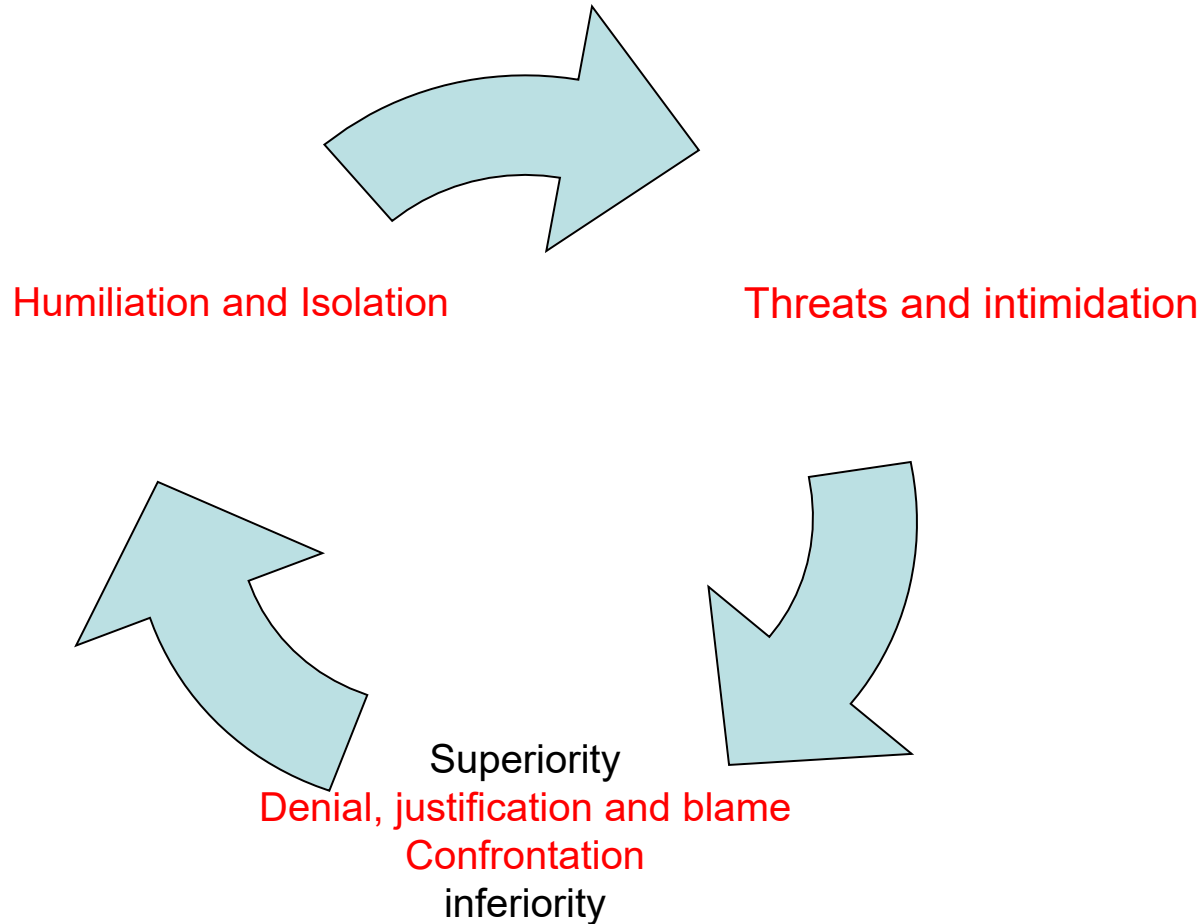 Humiliation and Isolation
Threats and intimidation
Superiority
Denial, justification and blame
Confrontation
inferiority